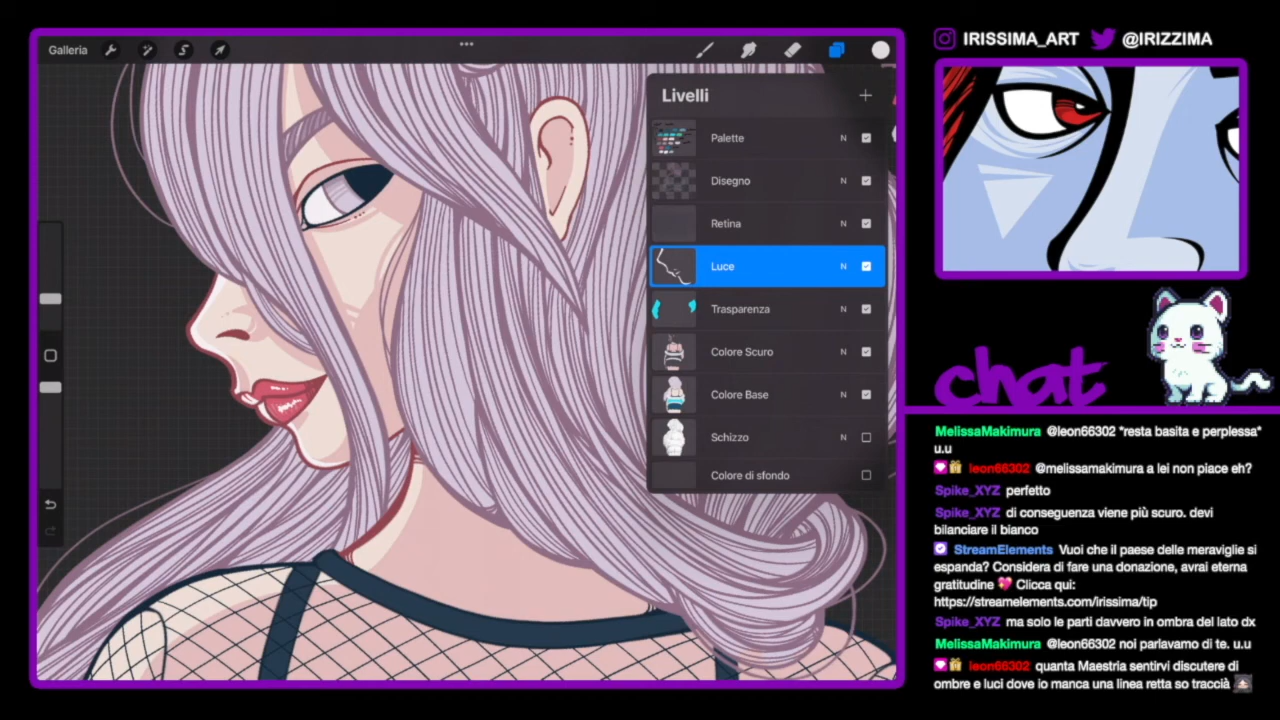 Galleria
Livelli
Palette N
Disegno N
Retina N
Luce N
Trasparenza N
Colore Scuro N
Colore Base N
Schizzo N
Colore di sfondo
IRISSIMA_ART @IRIZZIMA
chat
MelissaMakimura @leon66302 *resta basita e perplessa*
u.u
leon66302 @melissamakimura a lei non piace eh?
Spike_XYZ perfetto
Spike_XYZ di conseguenza viene più scuro. devi
bilanciare il bianco
StreamElements Vuoi che il paese delle meraviglie si
espanda? Considera di fare una donazione, avrai eterna
gratitudine 💖 Clicca qui:
https://streamelements.com/irissima/tip
Spike_XYZ ma solo le parti davvero in ombra del lato dx
MelissaMakimura @leon66302 noi parlavamo di te. u.u
leon66302 quanta Maestria sentirvi discutere di
ombre e luci dove io manca una linea retta so traccià